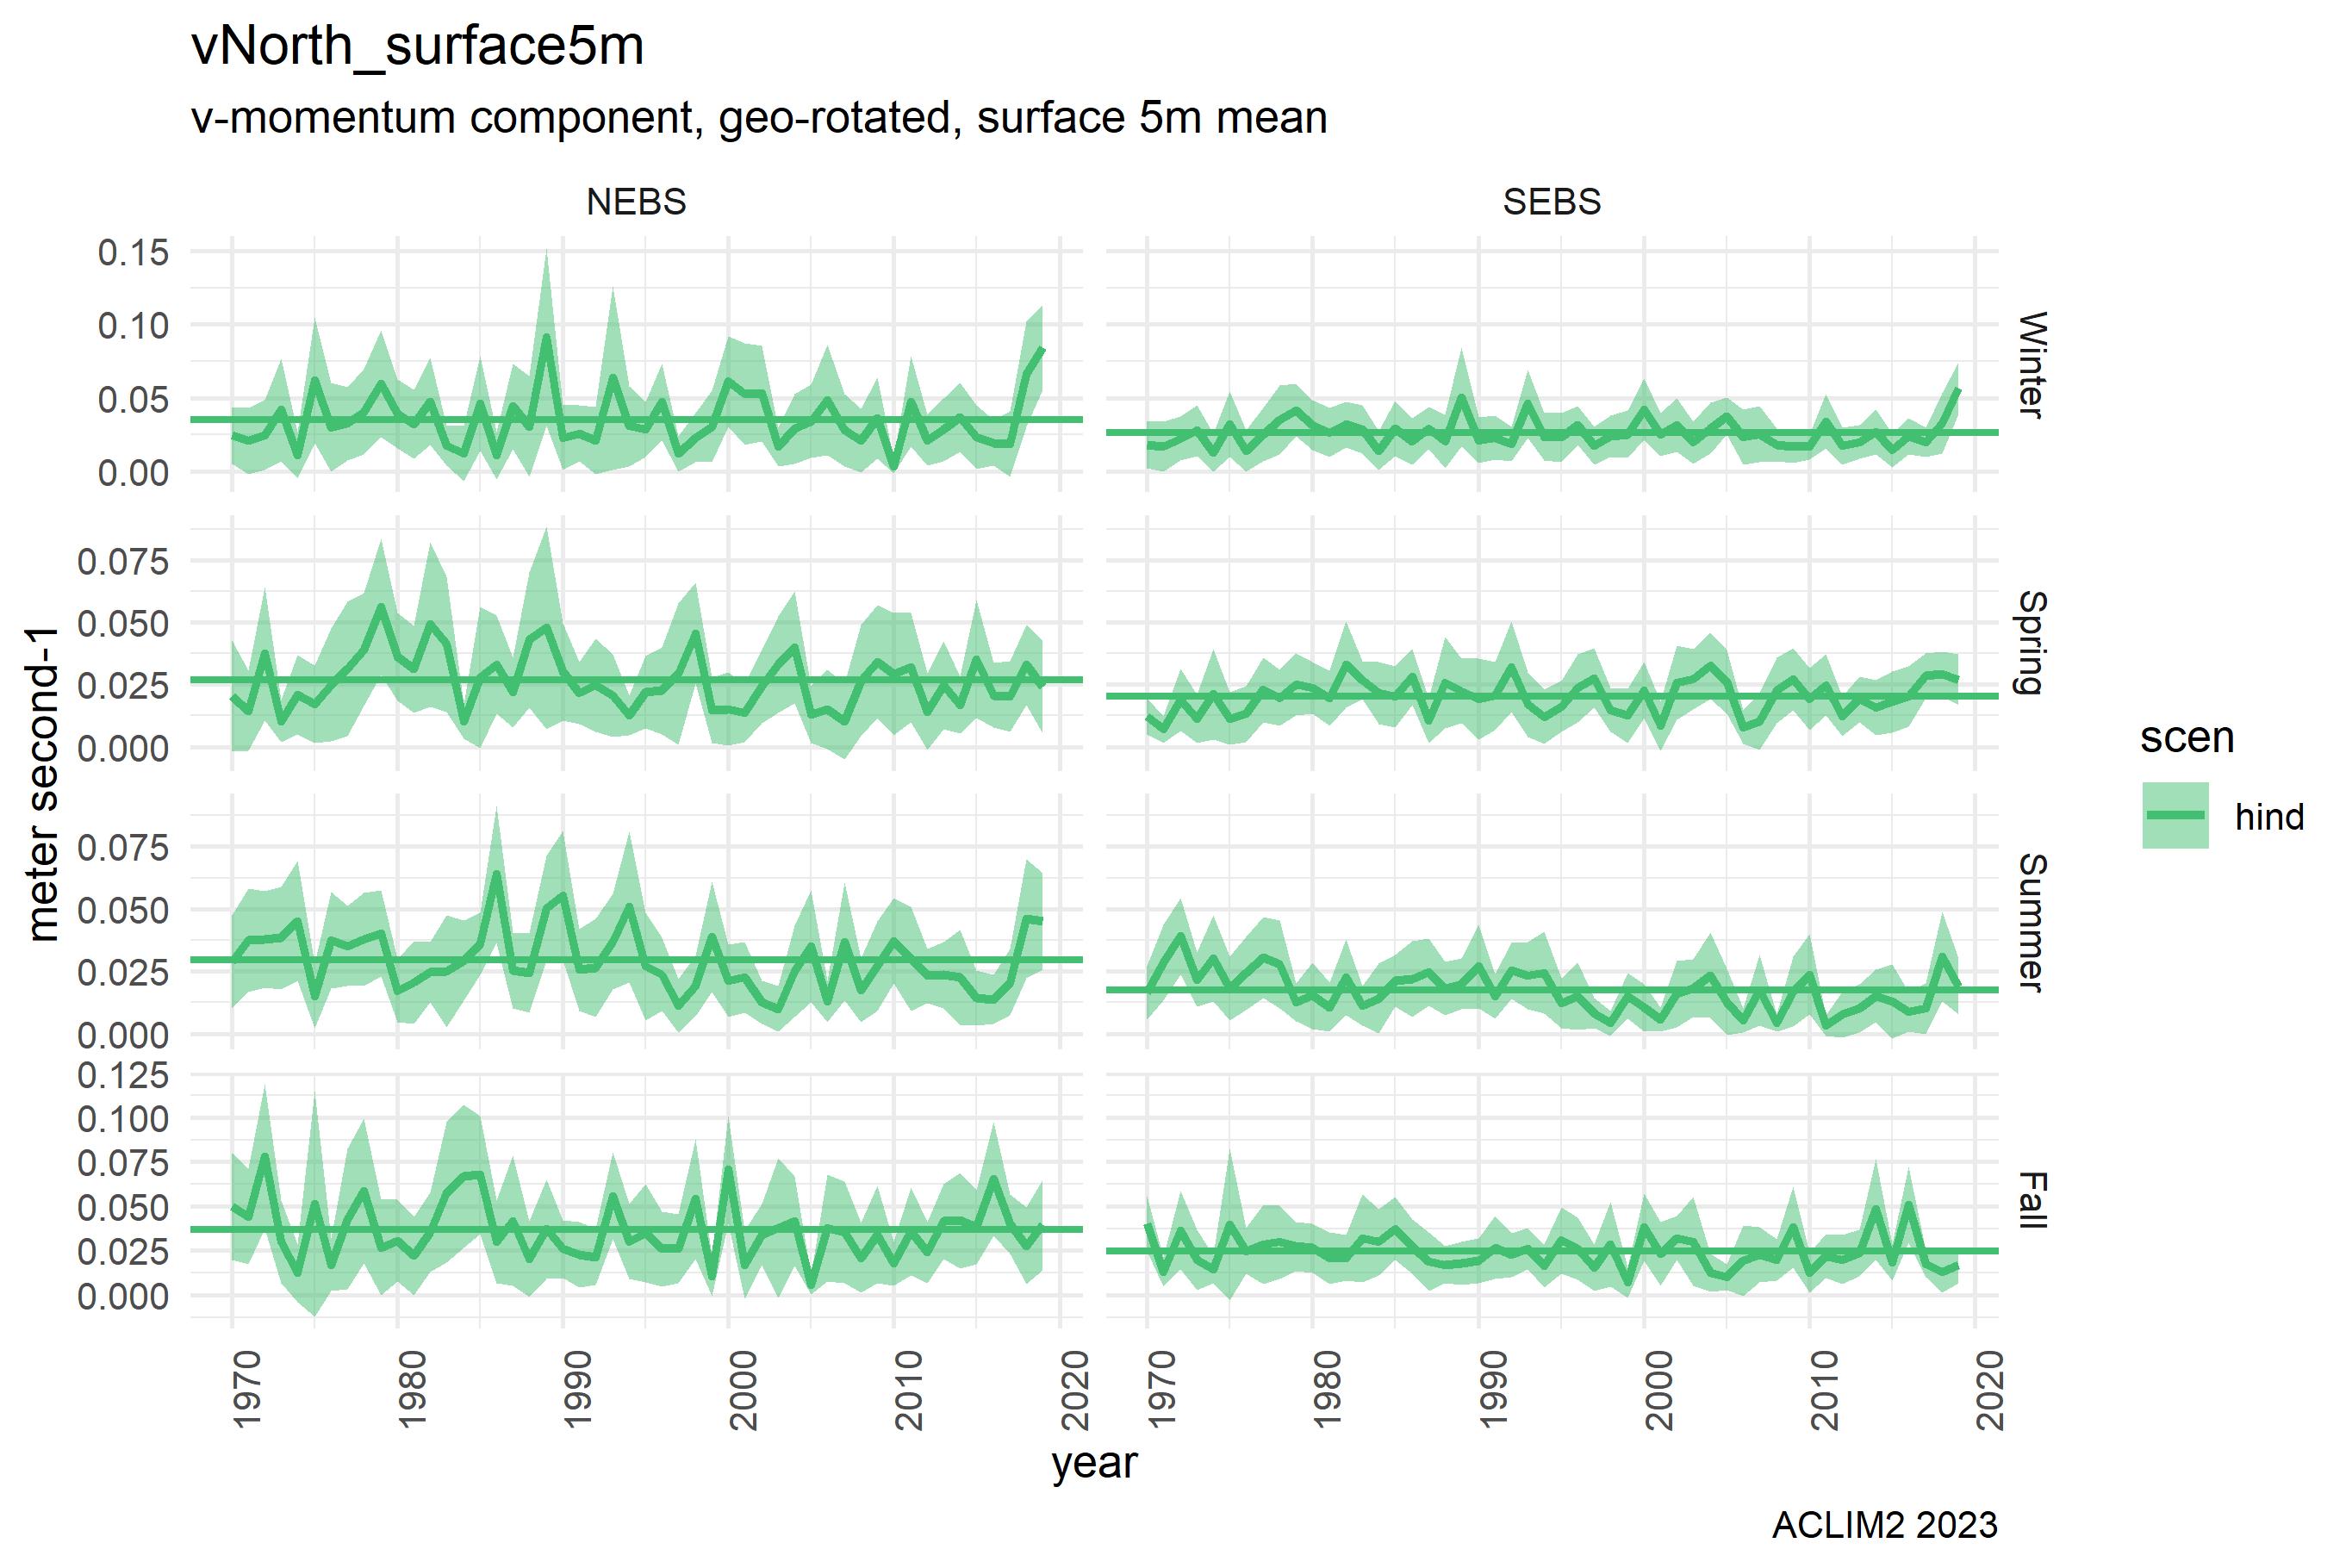 vNorth_surface5m
v-momentum component, geo-rotated, surface 5m mean
NEBS
SEBS
0.15
0.10
0.05
0.00
Winter
0.075
0.050
0.025
0.000
Spring
0.075
0.050
0.025
0.000
Summer
0.125
0.100
0.075
0.050
0.025
0.000
Fall
meter second-1
scen
hind
1970 1980 1990 2000 2010 2020 1970 1980 1990 2000 2010 2020
year
ACLIM2 2023